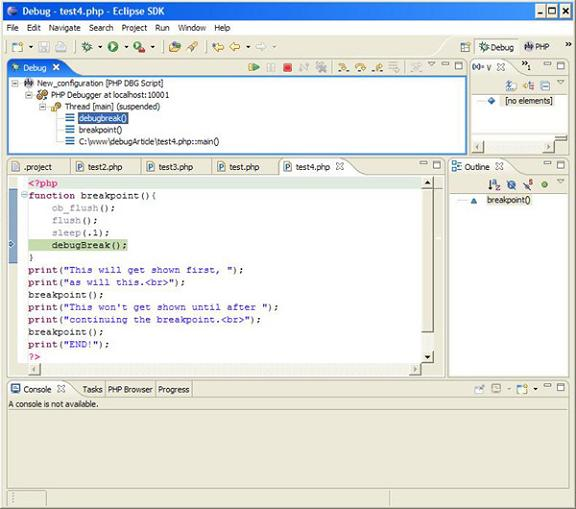 Debug - test4.php - Eclipse SDK
File Edit Navigate Search Project Run Window Help
Debug PHP
Debug
New_configuration [PHP DBG Script]
PHP Debugger at localhost:10001
Thread [main] (suspended)
debugbreak()
breakpoint()
C:\www\debugArticle\test4.php::main()
(x)= V »1
[no elements]
.project test2.php test3.php test.php test4.php
<?php
function breakpoint(){
ob_flush();
flush();
sleep(.1);
debugBreak();
}
print("This will get shown first, ");
print("as will this.<br>");
breakpoint();
print("This won't get shown until after ");
print("continuing the breakpoint.<br>");
breakpoint();
print("END!");
?>
Outline
breakpoint()
Console Tasks PHP Browser Progress
A console is not available.